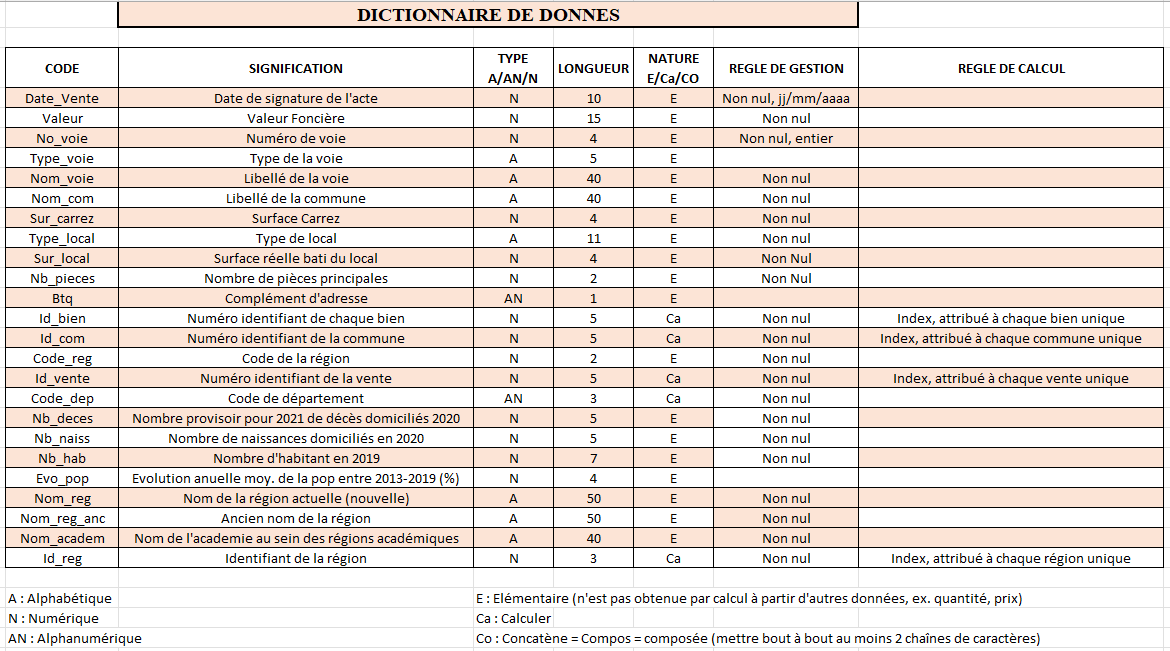 DICTIONNAIRE DE DONNES
CODE SIGNIFICATION TYPE A/AN/N LONGUEUR NATURE E/Ca/CO REGLE DE GESTION REGLE DE CALCUL
Date_Vente Date de signature de l'acte N 10 E Non nul, jj/mm/aaaa
Valeur Valeur Foncière N 15 E Non nul
No_voie Numéro de voie N 4 E Non nul, entier
Type_voie Type de la voie A 5 E
Nom_voie Libellé de la voie A 40 E Non nul
Nom_com Libellé de la commune A 40 E Non nul
Sur_carrez Surface Carrez N 4 E Non nul
Type_local Type de local A 11 E Non nul
Sur_local Surface réelle bati du local N 4 E Non Nul
Nb_pieces Nombre de pièces principales N 2 E Non Nul
Btq Complément d'adresse AN 1 E
Id_bien Numéro identifiant de chaque bien N 5 Ca Non nul Index, attribué à chaque bien unique
Id_com Numéro identifiant de la commune N 5 Ca Non nul Index, attribué à chaque commune unique
Code_reg Code de la région N 2 E Non nul
Id_vente Numéro identifiant de la vente N 5 Ca Non nul Index, attribué à chaque vente unique
Code_dep Code de département AN 3 Ca Non nul
Nb_deces Nombre provisoir pour 2021 de décès domiciliés 2020 N 5 E Non nul
Nb_naiss Nombre de naissances domiciliés en 2020 N 5 E Non nul
Nb_hab Nombre d'habitant en 2019 N 7 E Non nul
Evo_pop Evolution anuelle moy. de la pop entre 2013-2019 (%) N 4 E
Nom_reg Nom de la région actuelle (nouvelle) A 50 E Non nul
Nom_reg_anc Ancien nom de la région A 50 E Non nul
Nom_academ Nom de l'academie au sein des régions académiques A 40 E Non nul
Id_reg Identifiant de la région N 3 Ca Non nul Index, attribué à chaque région unique
A : Alphabétique E : Elémentaire (n'est pas obtenue par calcul à partir d'autres données, ex. quantité, prix)
N : Numérique Ca : Calculer
AN : Alphanumérique Co : Concatène = Compos = composée (mettre bout à bout au moins 2 chaînes de caractères)